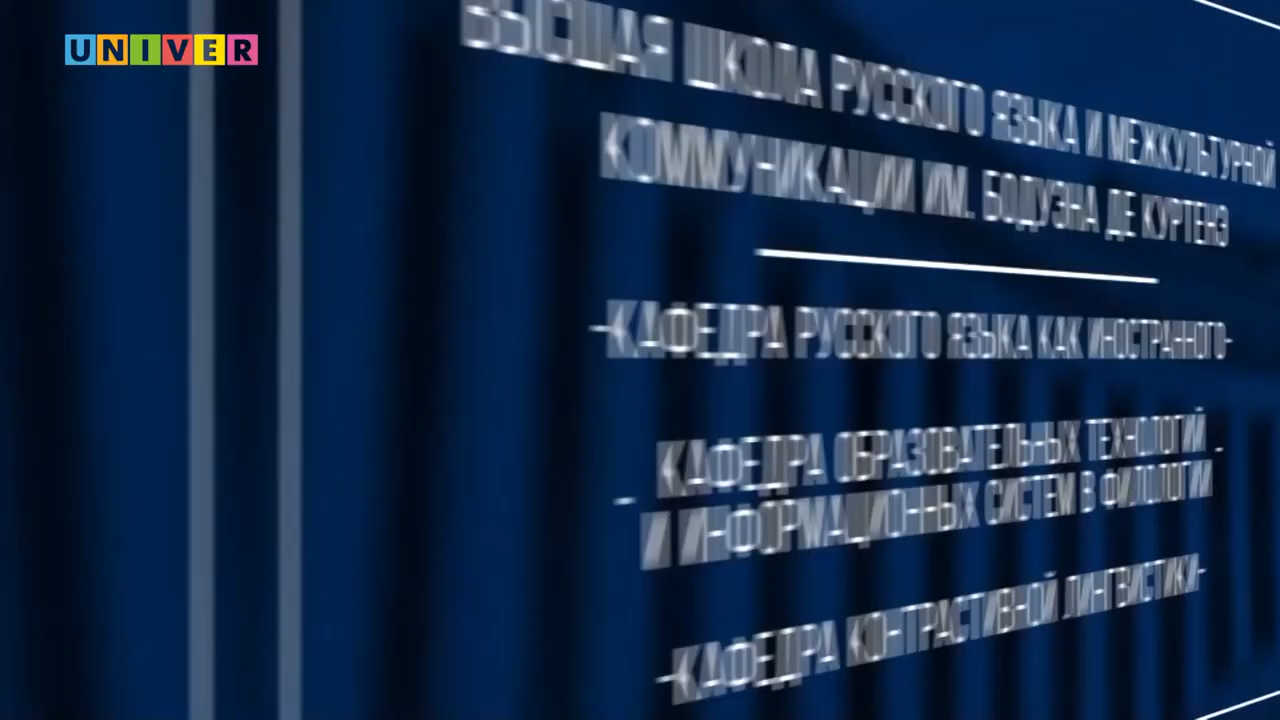 UNIVER
ВЫСШАЯ ШКОЛА РУССКОГО ЯЗЫКА И МЕЖКУЛЬТУРНОЙ
КОММУНИКАЦИИ ИМ. БОДУЭНА ДЕ КУРТЕНЭ
-КАФЕДРА РУССКОГО ЯЗЫКА КАК ИНОСТРАННОГО-
- КАФЕДРА ОБРАЗОВАТЕЛЬНЫХ ТЕХНОЛОГИЙ -
И ИНФОРМАЦИОННЫХ СИСТЕМ В ФИЛОЛОГИИ
-КАФЕДРА КОНТРАСТИВНОЙ ЛИНГВИСТИКИ-